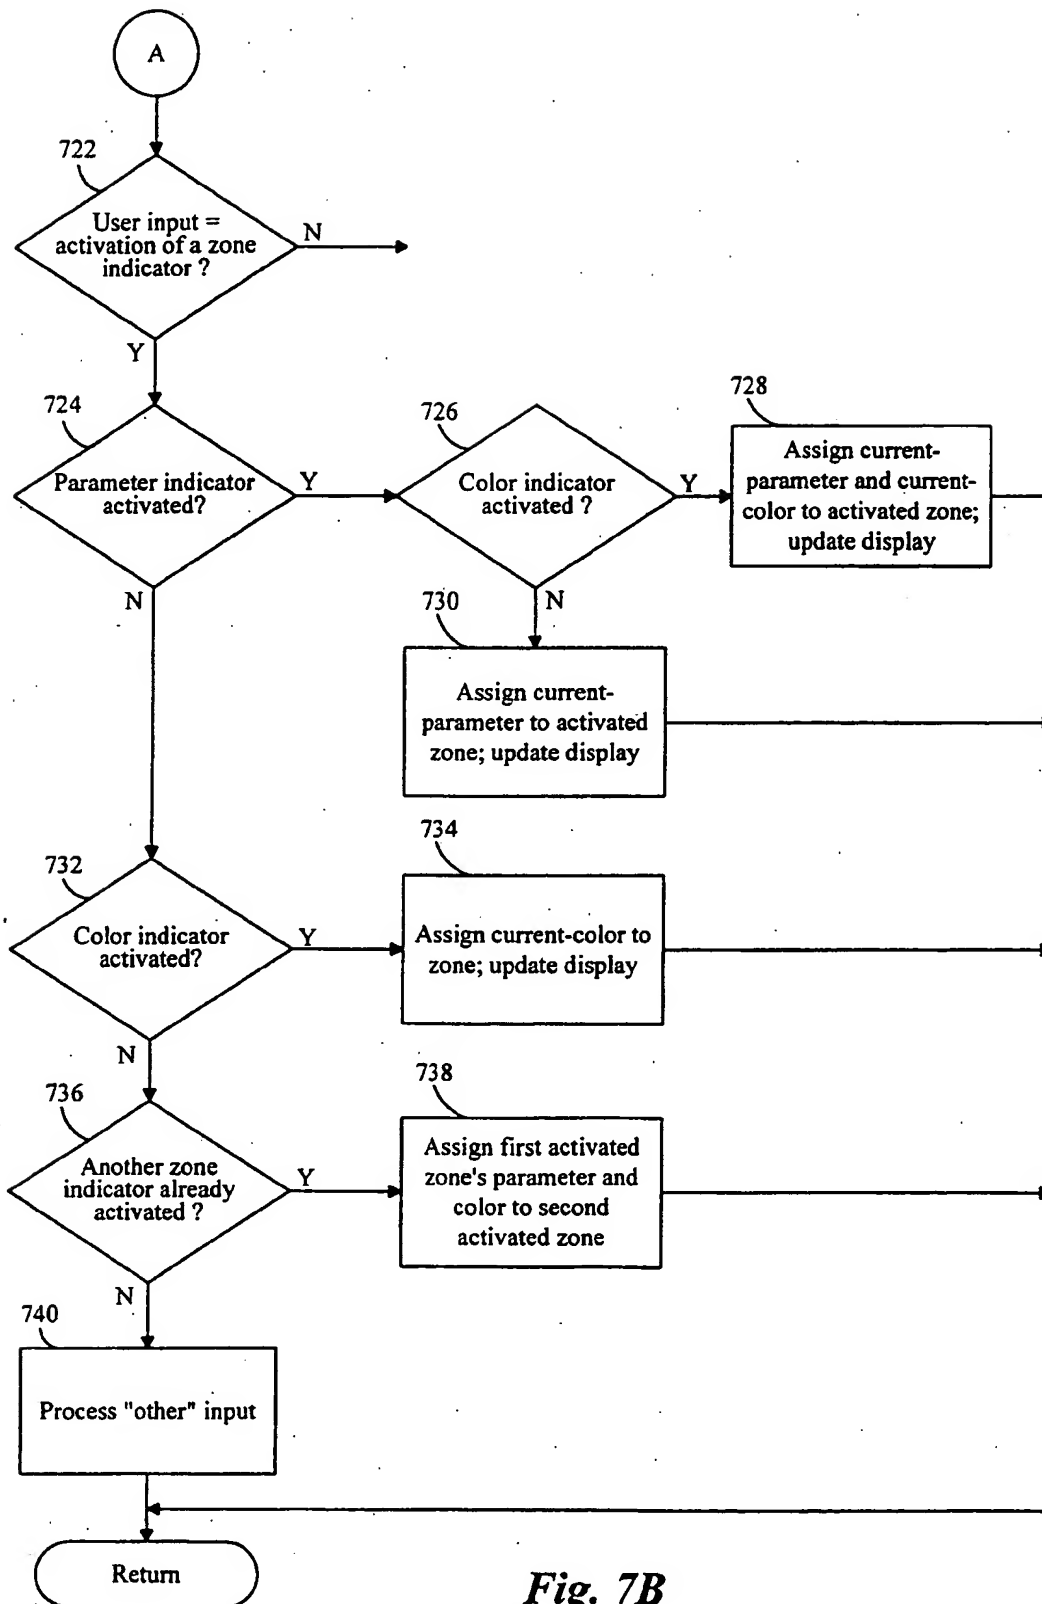 A
722
User input =
activation of a zone
indicator ?
N
Y
724
Parameter indicator
activated?
Y
N
726
Color indicator
activated ?
Y
N
728
Assign current-
parameter and current-
color to activated zone;
update display
730
Assign current-
parameter to activated
zone; update display
732
Color indicator
activated?
Y
N
734
Assign current-color to
zone; update display
736
Another zone
indicator already
activated ?
Y
N
738
Assign first activated
zone's parameter and
color to second
activated zone
740
Process "other" input
Return
Fig. 7B